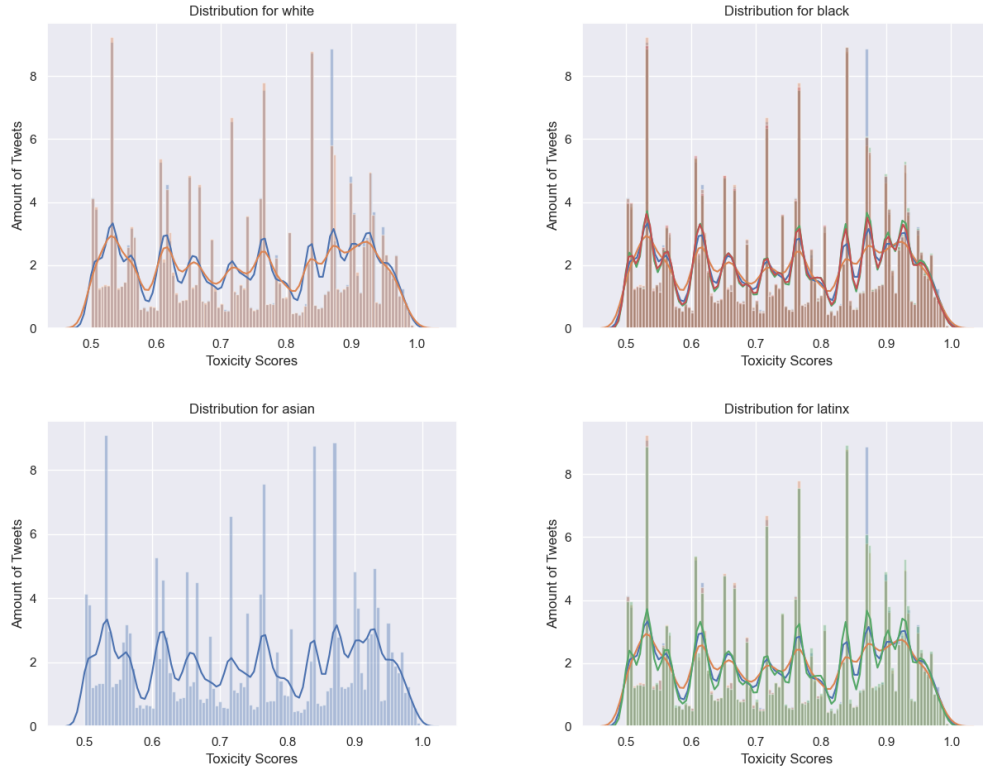 Distribution for white
Amount of Tweets
8
6
4
2
0
0.5 0.6 0.7 0.8 0.9 1.0
Toxicity Scores
Distribution for black
Amount of Tweets
8
6
4
2
0
0.5 0.6 0.7 0.8 0.9 1.0
Toxicity Scores
Distribution for asian
Amount of Tweets
8
6
4
2
0
0.5 0.6 0.7 0.8 0.9 1.0
Toxicity Scores
Distribution for latinx
Amount of Tweets
8
6
4
2
0
0.5 0.6 0.7 0.8 0.9 1.0
Toxicity Scores